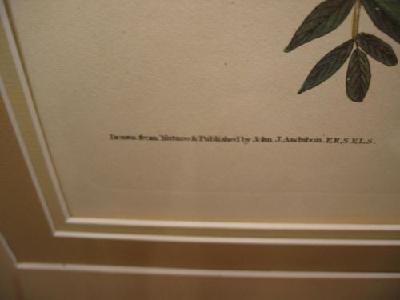 Drawn from Nature & Published by John J. Audubon. F.R.S. F.L.S.